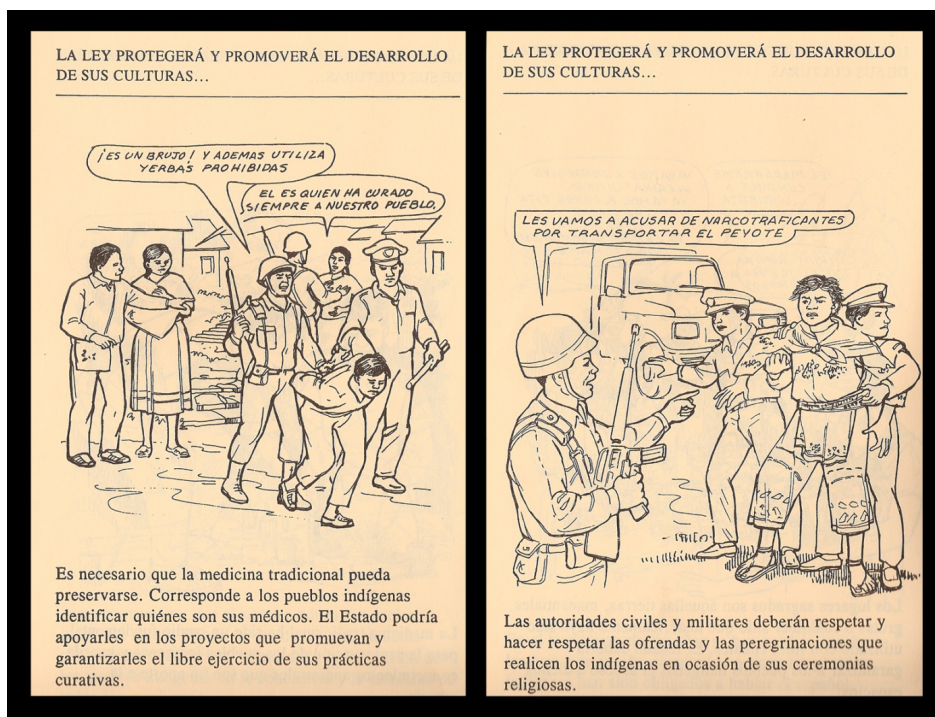 LA LEY PROTEGERÁ Y PROMOVERÁ EL DESARROLLO
DE SUS CULTURAS...
¡ES UN BRUJO! Y ADEMAS UTILIZA
YERBAS PROHIBIDAS
EL ES QUIEN HA CURADO
SIEMPRE A NUESTRO PUEBLO.
Es necesario que la medicina tradicional pueda
preservarse. Corresponde a los pueblos indígenas
identificar quiénes son sus médicos. El Estado podría
apoyarles en los proyectos que promuevan y
garantizarles el libre ejercicio de sus prácticas
curativas.
LA LEY PROTEGERÁ Y PROMOVERÁ EL DESARROLLO
DE SUS CULTURAS...
LES VAMOS A ACUSAR DE NARCOTRAFICANTES
POR TRANSPORTAR EL PEYOTE
Las autoridades civiles y militares deberán respetar y
hacer respetar las ofrendas y las peregrinaciones que
realicen los indígenas en ocasión de sus ceremonias
religiosas.